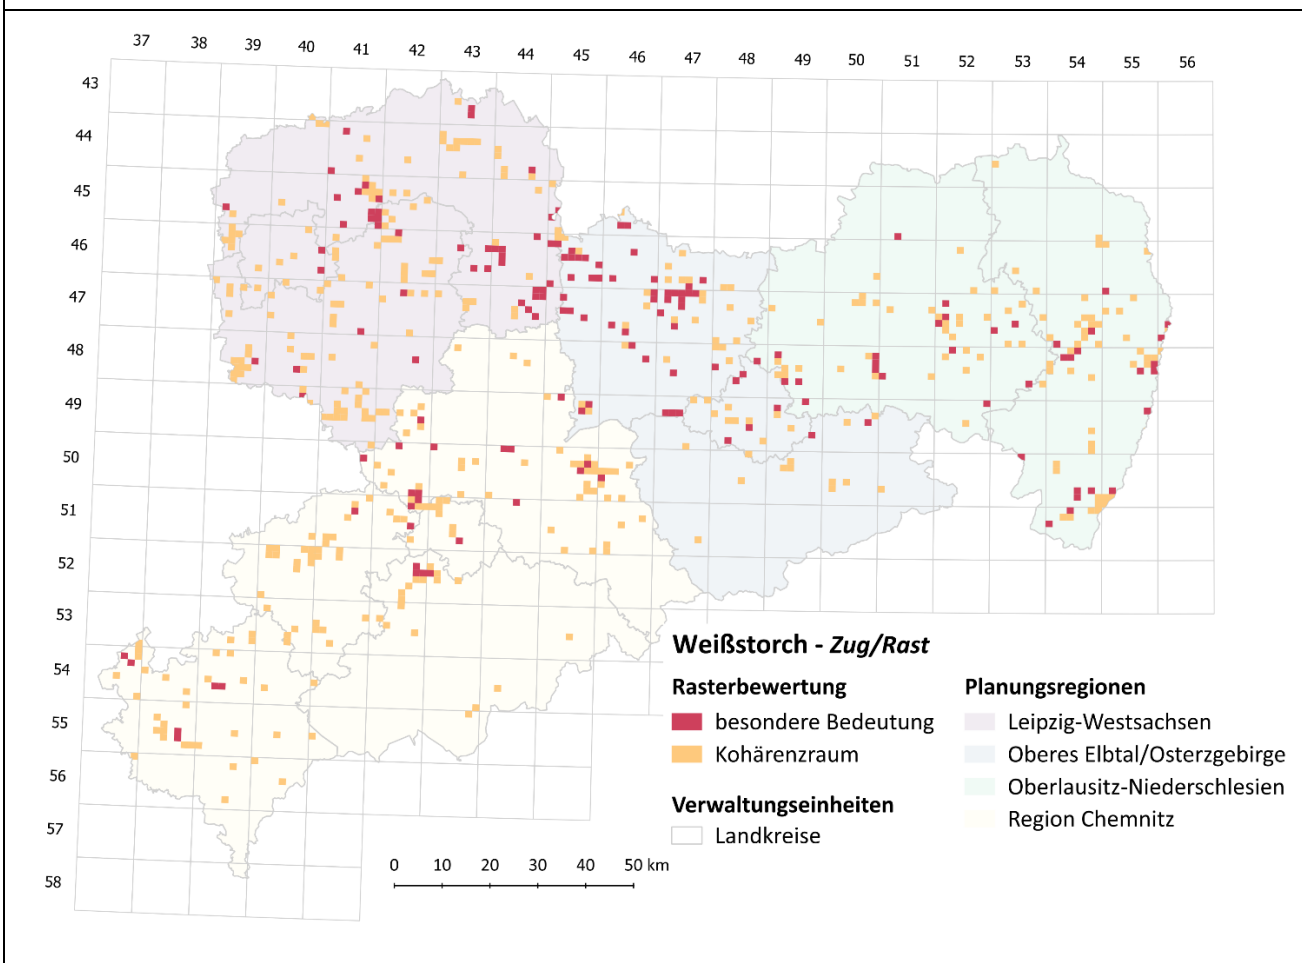 37 38 39 40 41 42 43 44 45 46 47 48 49 50 51 52 53 54 55 56
43
44
45
46
47
48
49
50
51
52
53
54
55
56
57
58
Weißstorch - Zug/Rast
Rasterbewertung
besondere Bedeutung
Kohärenzraum
Verwaltungseinheiten
Landkreise
Planungsregionen
Leipzig-Westsachsen
Oberes Elbtal/Osterzgebirge
Oberlausitz-Niederschlesien
Region Chemnitz
0 10 20 30 40 50 km